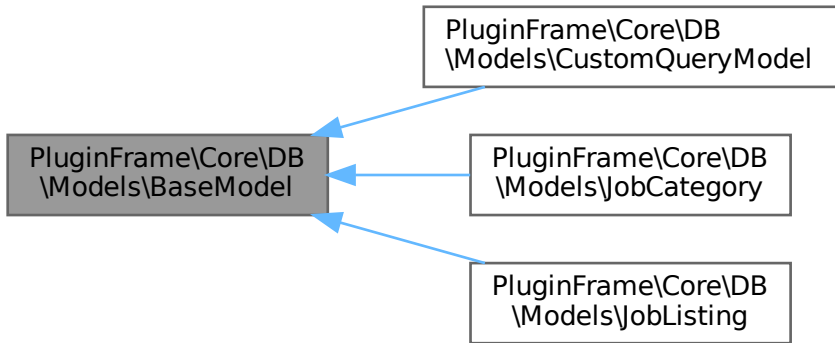 PluginFrame\Core\DB
\Models\CustomQueryModel
PluginFrame\Core\DB
\Models\BaseModel
PluginFrame\Core\DB
\Models\JobCategory
PluginFrame\Core\DB
\Models\JobListing